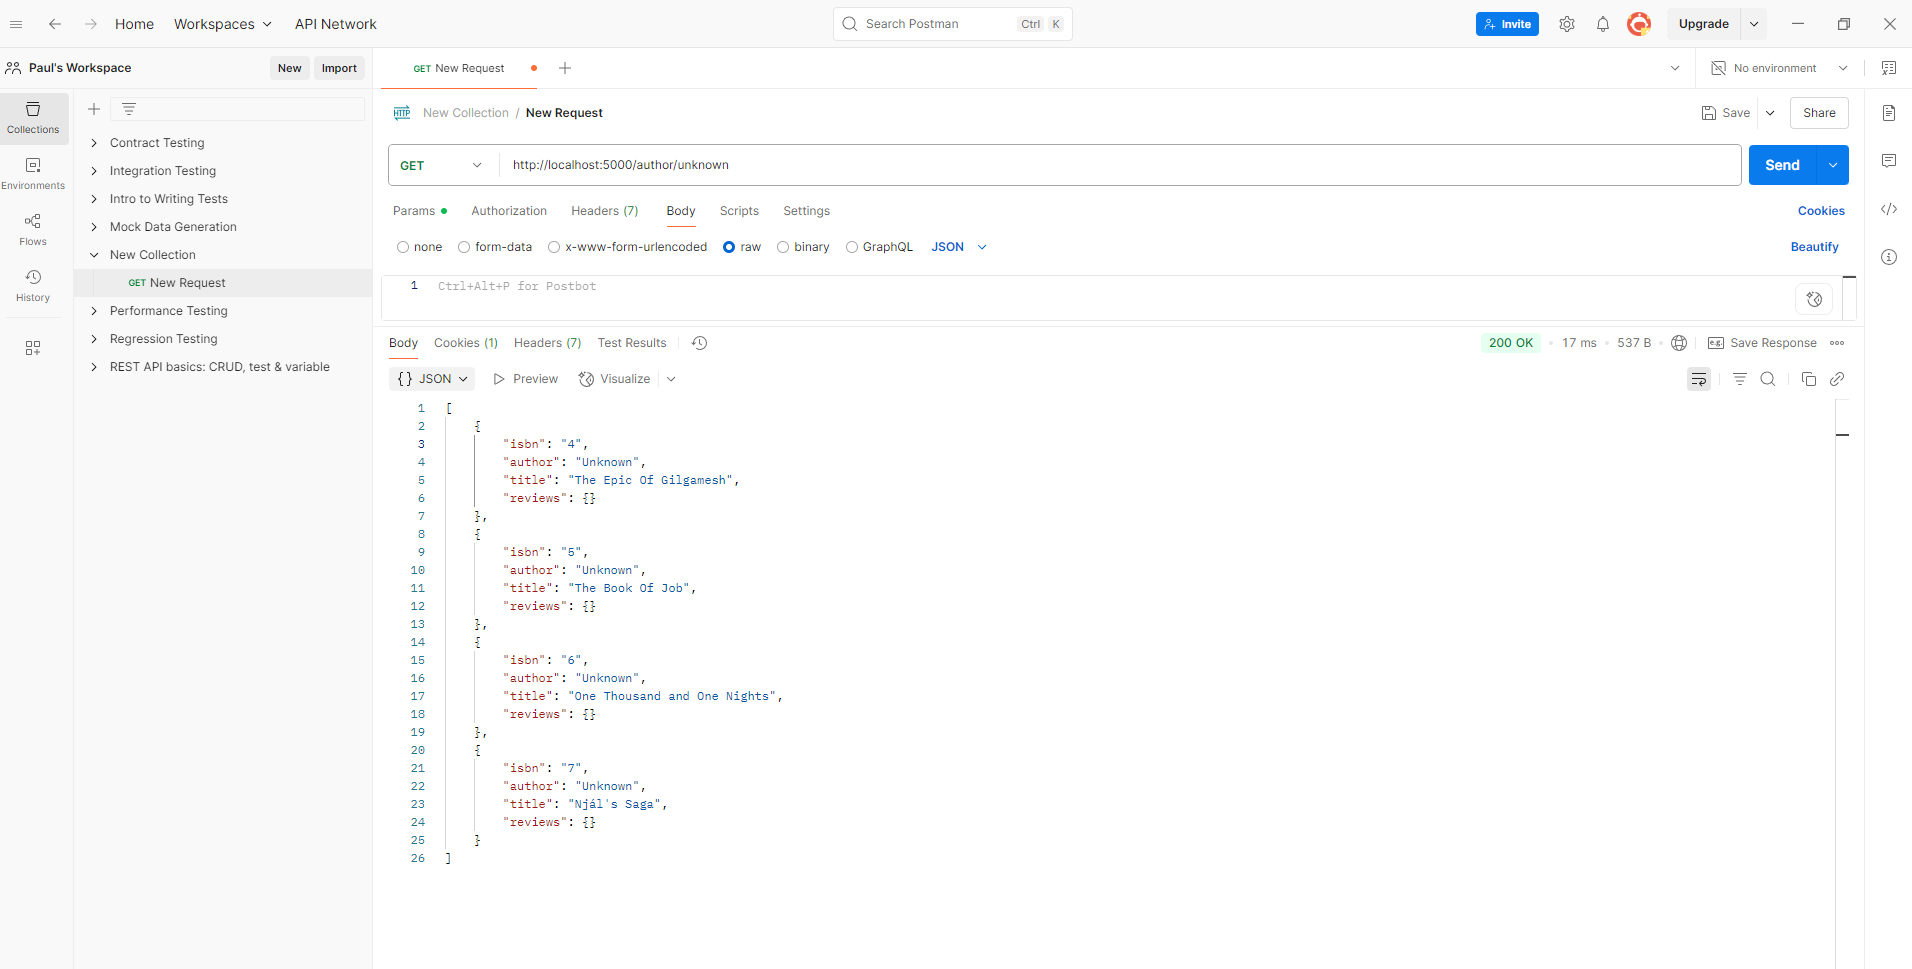 Home Workspaces API Network Search Postman Ctrl K Invite Upgrade
Paul's Workspace New Import GET New Request No environment
Collections
Environments
Flows
History
Contract Testing
Integration Testing
Intro to Writing Tests
Mock Data Generation
New Collection
GET New Request
Performance Testing
Regression Testing
REST API basics: CRUD, test & variable
HTTP New Collection / New Request Save Share
GET http://localhost:5000/author/unknown Send
Params Authorization Headers (7) Body Scripts Settings Cookies
none form-data x-www-form-urlencoded raw binary GraphQL JSON Beautify
1 Ctrl+Alt+P for Postbot
Body Cookies (1) Headers (7) Test Results 200 OK 17 ms 537 B e.g. Save Response
{} JSON Preview Visualize
1 [
2 {
3 "isbn": "4",
4 "author": "Unknown",
5 "title": "The Epic Of Gilgamesh",
6 "reviews": {}
7 },
8 {
9 "isbn": "5",
10 "author": "Unknown",
11 "title": "The Book Of Job",
12 "reviews": {}
13 },
14 {
15 "isbn": "6",
16 "author": "Unknown",
17 "title": "One Thousand and One Nights",
18 "reviews": {}
19 },
20 {
21 "isbn": "7",
22 "author": "Unknown",
23 "title": "Njál's Saga",
24 "reviews": {}
25 }
26 ]